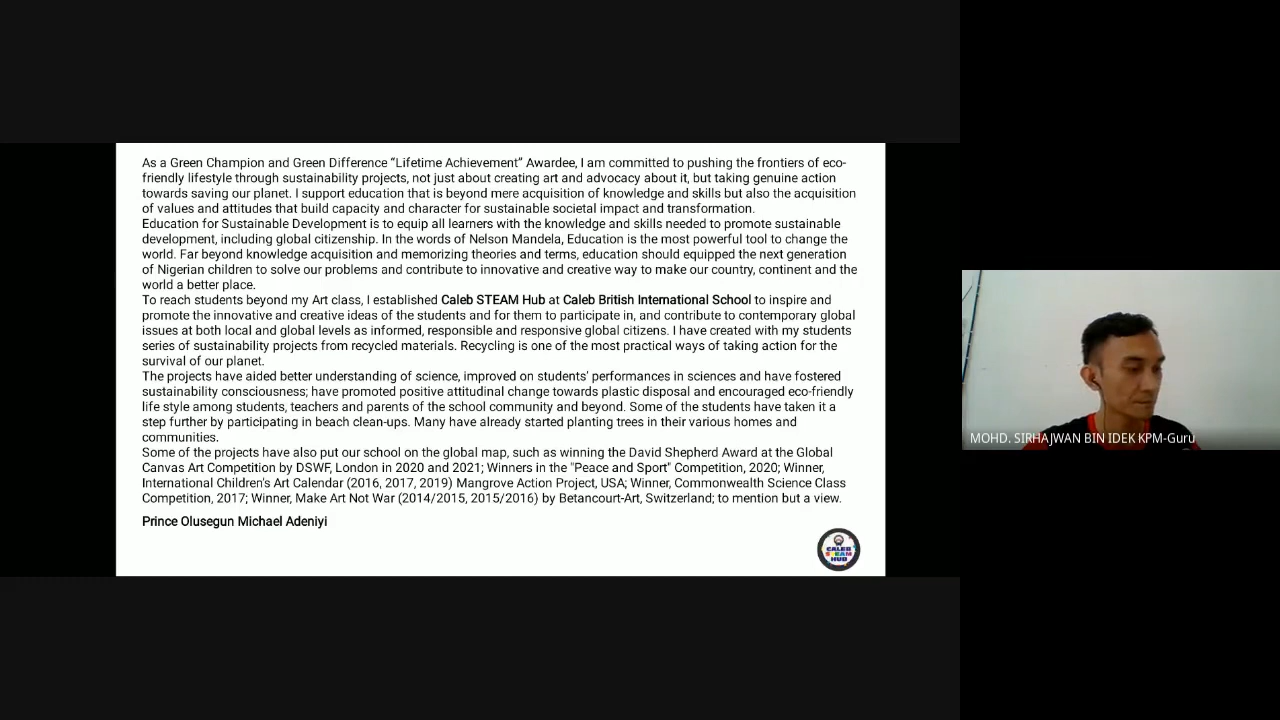 As a Green Champion and Green Difference “Lifetime Achievement” Awardee, I am committed to pushing the frontiers of eco-
friendly lifestyle through sustainability projects, not just about creating art and advocacy about it, but taking genuine action
towards saving our planet. I support education that is beyond mere acquisition of knowledge and skills but also the acquisition
of values and attitudes that build capacity and character for sustainable societal impact and transformation.
Education for Sustainable Development is to equip all learners with the knowledge and skills needed to promote sustainable
development, including global citizenship. In the words of Nelson Mandela, Education is the most powerful tool to change the
world. Far beyond knowledge acquisition and memorizing theories and terms, education should equipped the next generation
of Nigerian children to solve our problems and contribute to innovative and creative way to make our country, continent and the
world a better place.
To reach students beyond my Art class, I established Caleb STEAM Hub at Caleb British International School to inspire and
promote the innovative and creative ideas of the students and for them to participate in, and contribute to contemporary global
issues at both local and global levels as informed, responsible and responsive global citizens. I have created with my students
series of sustainability projects from recycled materials. Recycling is one of the most practical ways of taking action for the
survival of our planet.
The projects have aided better understanding of science, improved on students’ performances in sciences and have fostered
sustainability consciousness; have promoted positive attitudinal change towards plastic disposal and encouraged eco-friendly
life style among students, teachers and parents of the school community and beyond. Some of the students have taken it a
step further by participating in beach clean-ups. Many have already started planting trees in their various homes and
communities.
Some of the projects have also put our school on the global map, such as winning the David Shepherd Award at the Global
Canvas Art Competition by DSWF, London in 2020 and 2021; Winners in the "Peace and Sport" Competition, 2020; Winner,
International Children's Art Calendar (2016, 2017, 2019) Mangrove Action Project, USA; Winner, Commonwealth Science Class
Competition, 2017; Winner, Make Art Not War (2014/2015, 2015/2016) by Betancourt-Art, Switzerland; to mention but a view.
Prince Olusegun Michael Adeniyi
CALEB
STEAM
HUB
MOHD. SIRHAJWAN BIN IDEK KPM-Guru